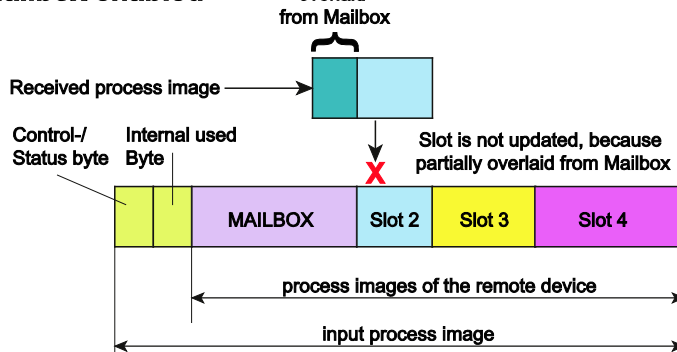 from Mailbox
Received process image
Control-/
Status byte
Internal used
Byte
Slot is not updated, because
partially overlaid from Mailbox
X
MAILBOX
Slot 2
Slot 3
Slot 4
process images of the remote device
input process image